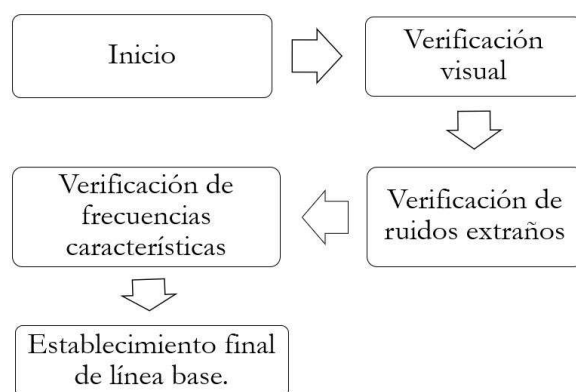 Inicio
Verificación
visual
Verificación de
ruidos extraños
Verificación de
frecuencias
características
Establecimiento final
de línea base.